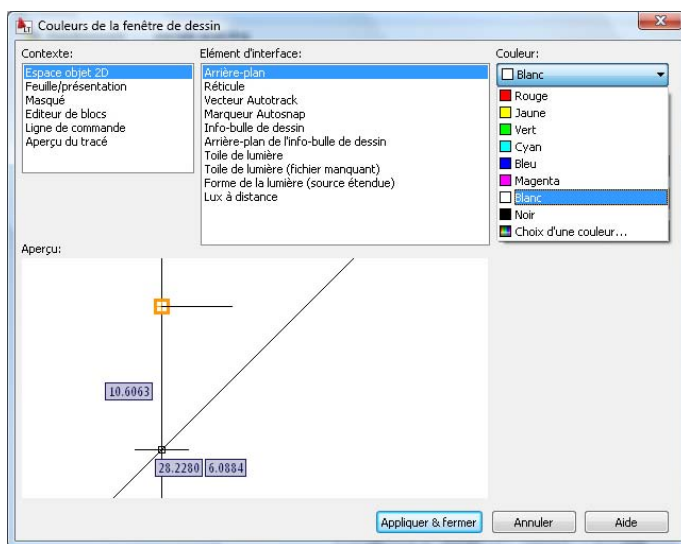 Couleurs de la fenêtre de dessin
Contexte:
Espace objet 2D
Feuille/présentation
Masqué
Editeur de blocs
Ligne de commande
Aperçu du tracé
Elément d'interface:
Arrière-plan
Réticule
Vecteur Autotrack
Marqueur Autosnap
Info-bulle de dessin
Arrière-plan de l'info-bulle de dessin
Toile de lumière
Toile de lumière (fichier manquant)
Forme de la lumière (source étendue)
Lux à distance
Couleur:
Blanc
Rouge
Jaune
Vert
Cyan
Bleu
Magenta
Blanc
Noir
Choix d'une couleur...
Aperçu:
10.6063
28.2280 6.0884
Appliquer & fermer Annuler Aide